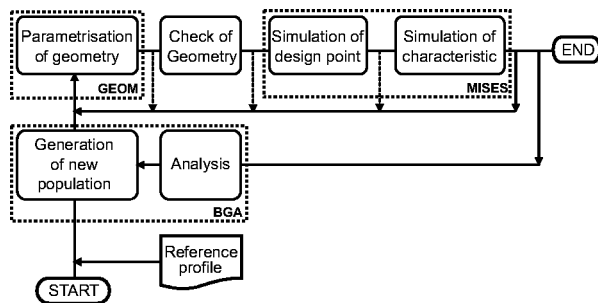 Parametrisation
of geometry
Check of
Geometry
Simulation of
design point
Simulation of
characteristic
END
GEOM
MISES
Generation
of new
population
Analysis
BGA
Reference
profile
START